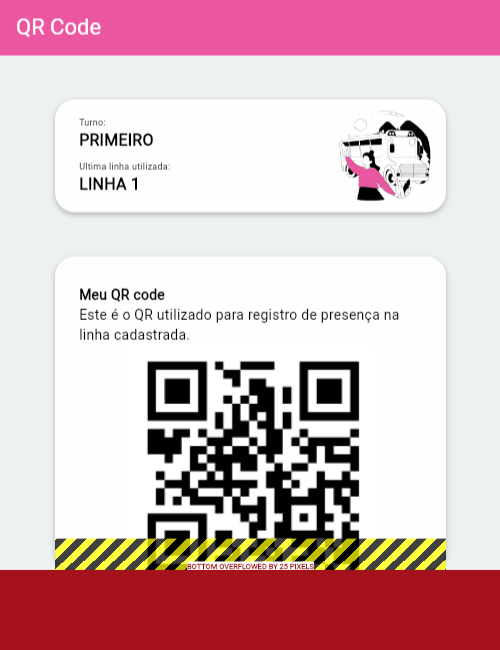 QR Code
Turno:
PRIMEIRO
Ultima linha utilizada:
LINHA 1
Meu QR code
Este é o QR utilizado para registro de presença na
linha cadastrada.
BOTTOM OVERFLOWED BY 25 PIXELS